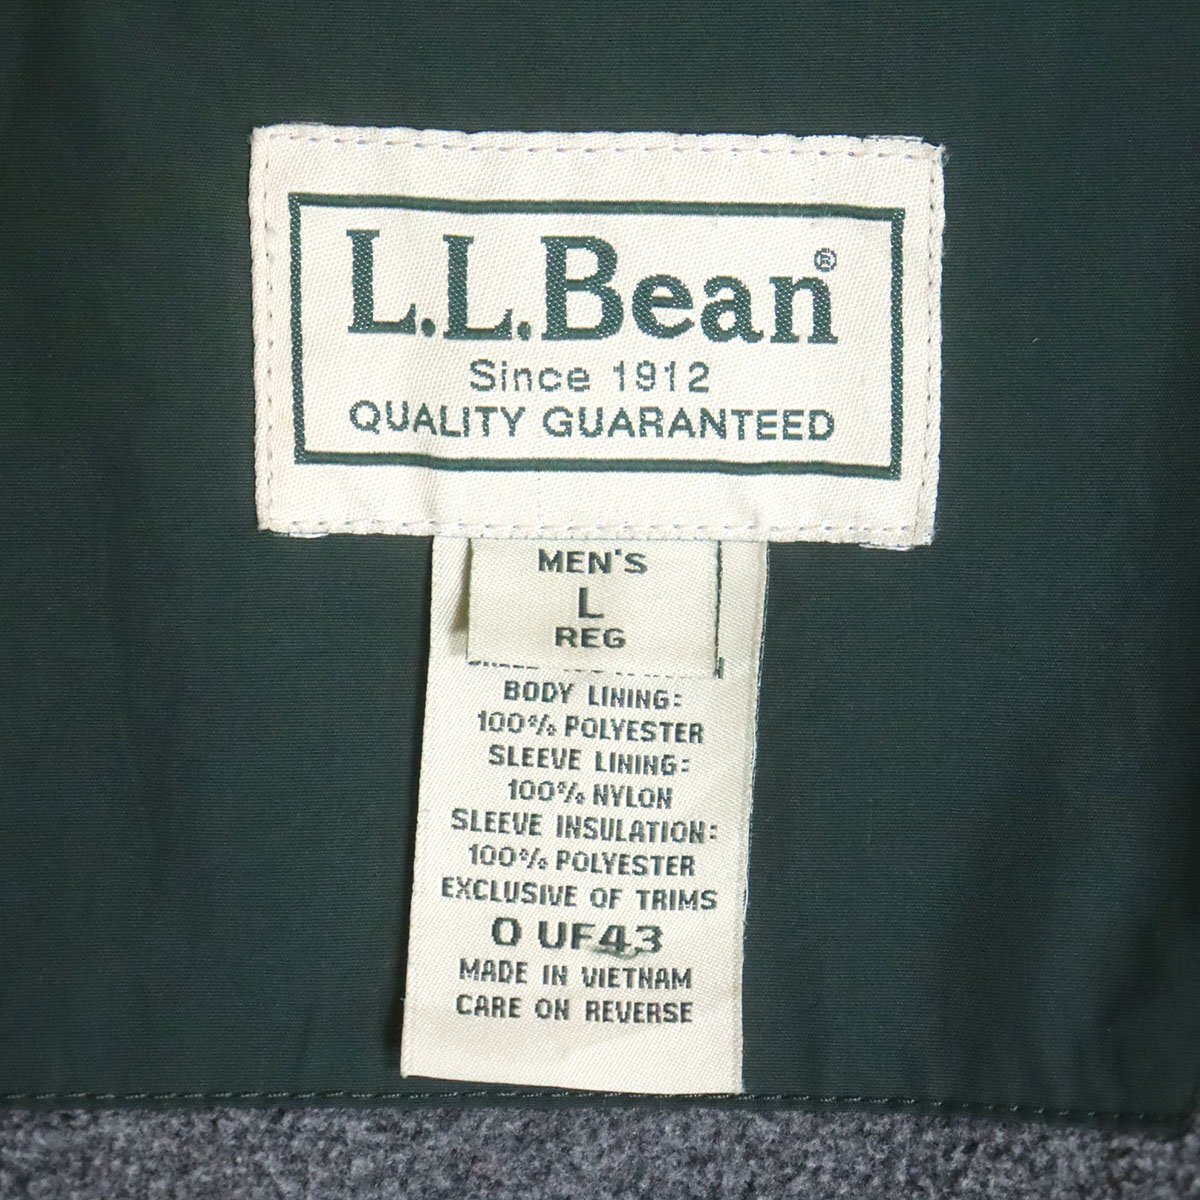 L.L.Bean®
Since 1912
QUALITY GUARANTEED
MEN'S
L
REG
BODY LINING:
100% POLYESTER
SLEEVE LINING:
100% NYLON
SLEEVE INSULATION:
100% POLYESTER
EXCLUSIVE OF TRIMS
0 UF43
MADE IN VIETNAM
CARE ON REVERSE